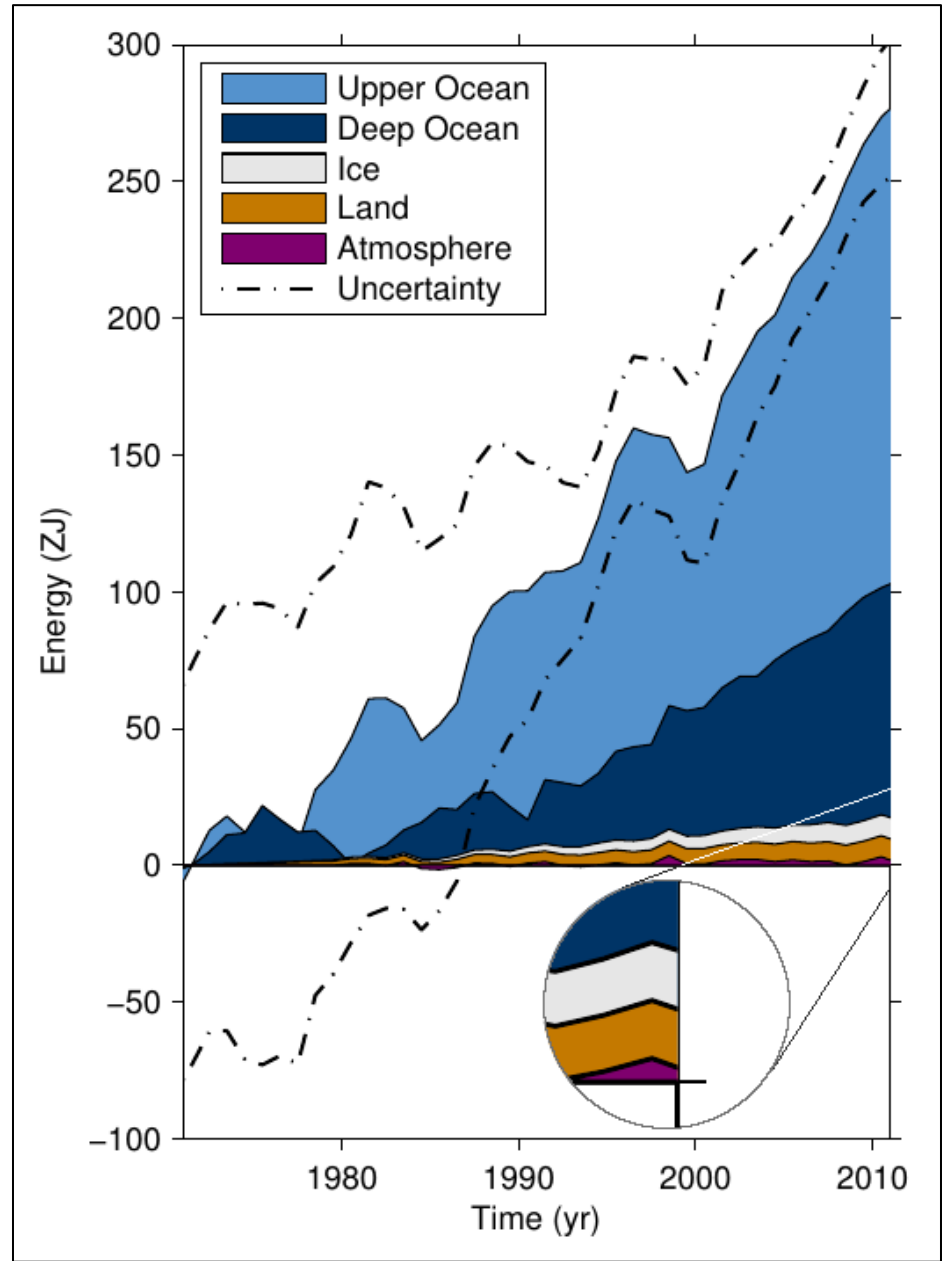 300
250
200
150
100
50
0
−50
−100
Energy (ZJ)
Upper Ocean
Deep Ocean
Ice
Land
Atmosphere
Uncertainty
1980
1990
2000
2010
Time (yr)